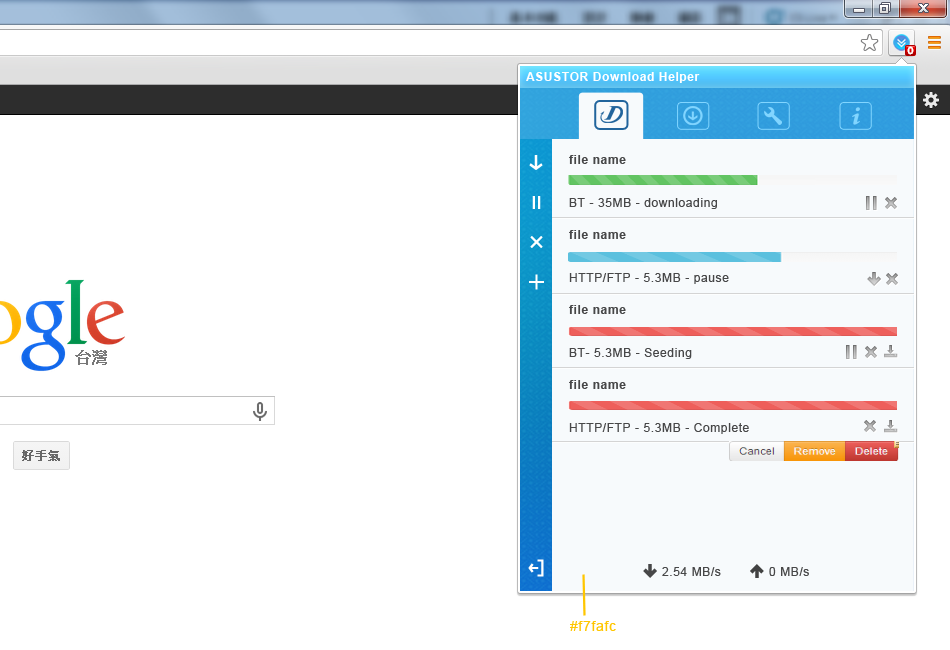 0
ASUSTOR Download Helper
file name
BT - 35MB - downloading
file name
HTTP/FTP - 5.3MB - pause
file name
BT- 5.3MB - Seeding
file name
HTTP/FTP - 5.3MB - Complete
Cancel Remove Delete
2.54 MB/s 0 MB/s
#f7fafc
ogle
台灣
好手氣